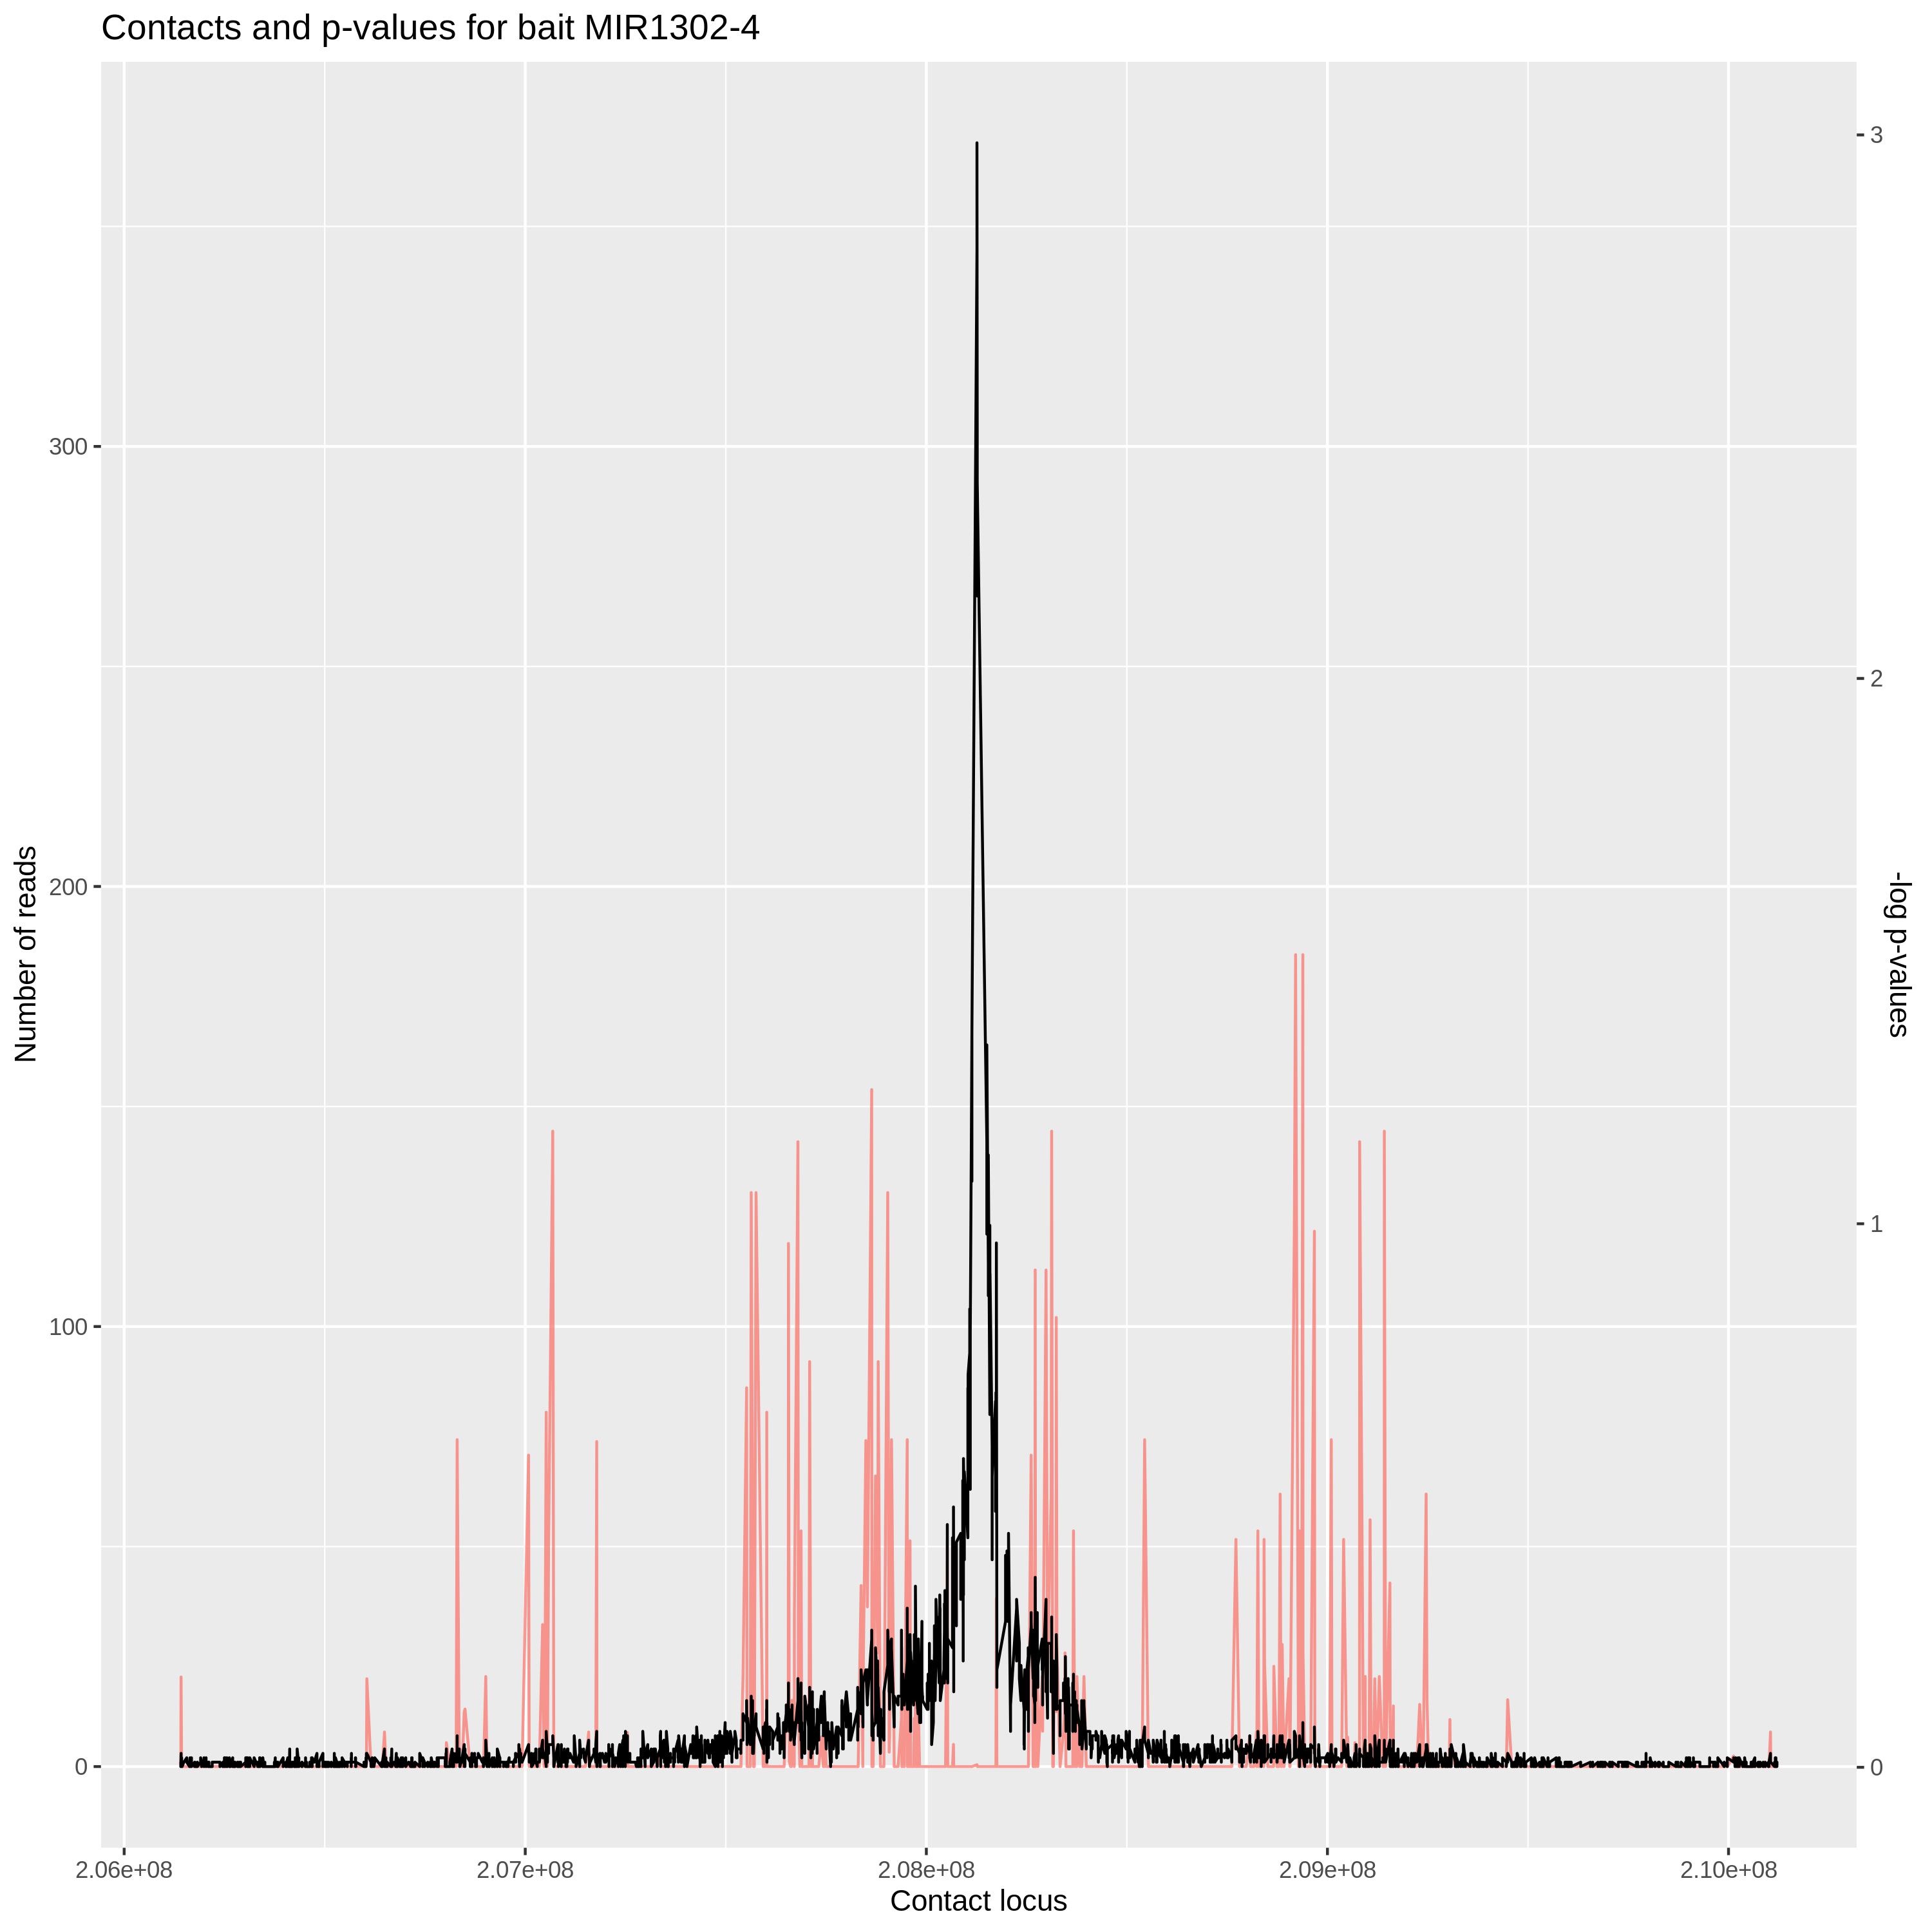 Contacts and p-values for bait MIR1302-4
3
300
2
200
Number of reads
-log p-values
1
100
0
0
2.06e+08 2.07e+08 2.08e+08 2.09e+08 2.10e+08
Contact locus